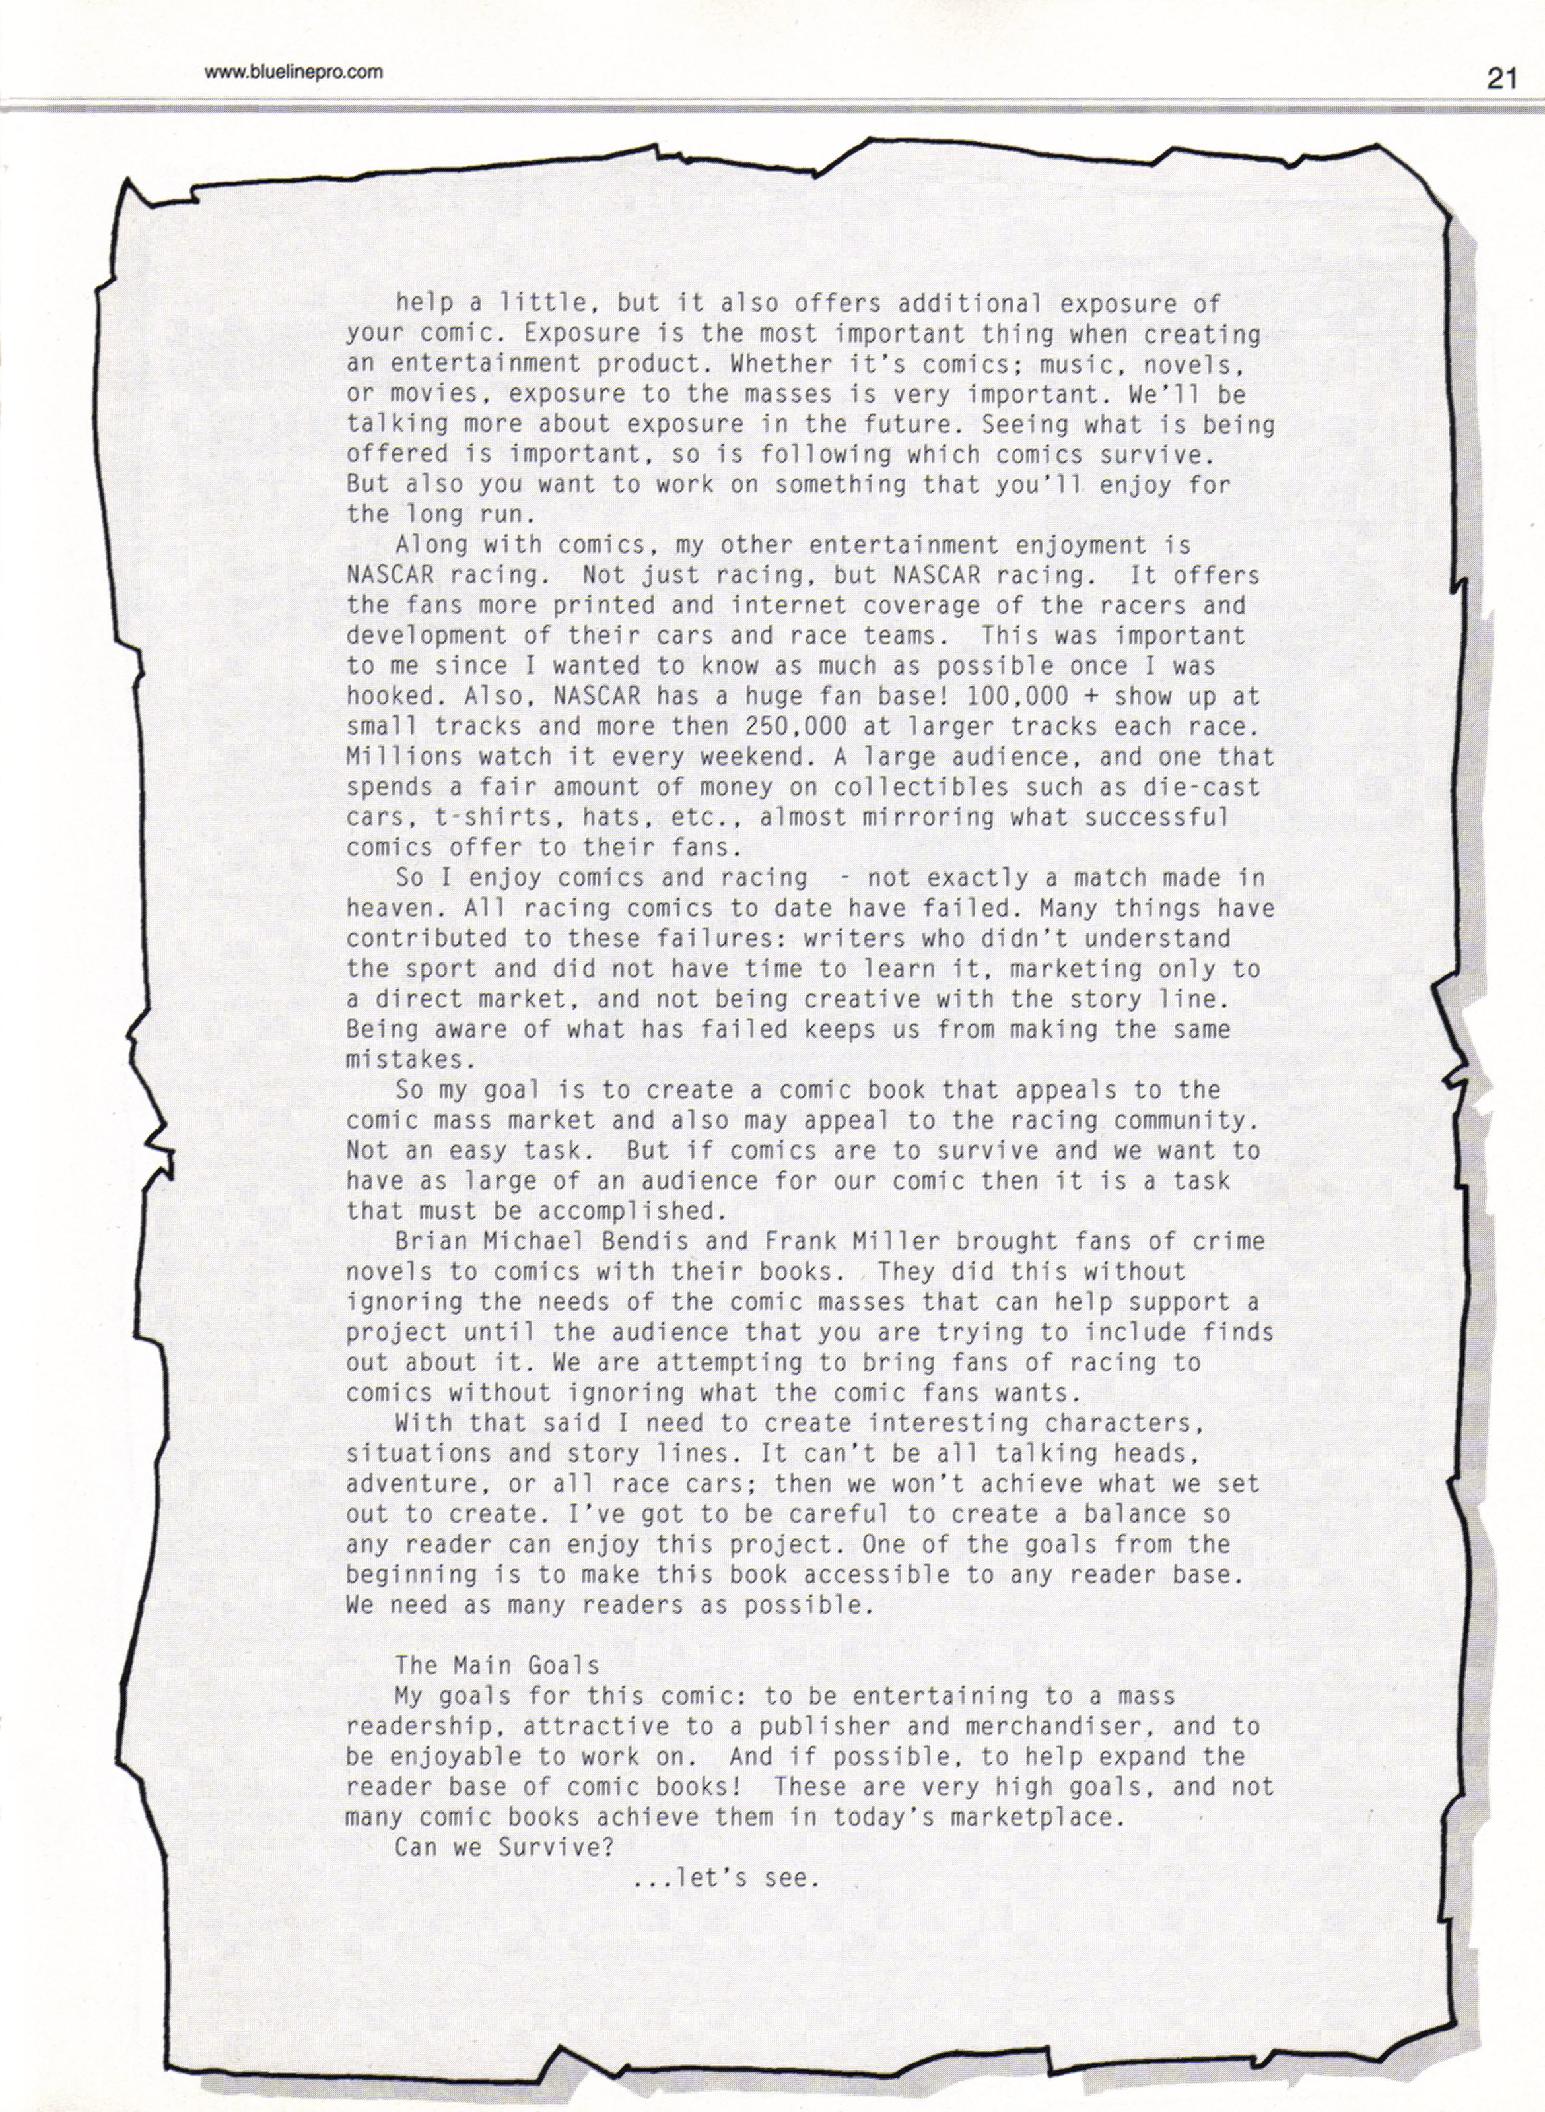 www.bluelinepro.com
21
help a little, but it also offers additional exposure of
your comic. Exposure is the most important thing when creating
an entertainment product. Whether it's comics; music, novels,
or movies, exposure to the masses is very important. We'll be
talking more about exposure in the future. Seeing what is being
offered is important, so is following which comics survive.
But also you want to work on something that you'll enjoy for
the long run.
Along with comics, my other entertainment enjoyment is
NASCAR racing.  Not just racing, but NASCAR racing.  It offers
the fans more printed and internet coverage of the racers and
development of their cars and race teams.  This was important
to me since I wanted to know as much as possible once I was
hooked. Also, NASCAR has a huge fan base! 100,000 + show up at
small tracks and more then 250,000 at larger tracks each race.
Millions watch it every weekend. A large audience, and one that
spends a fair amount of money on collectibles such as die-cast
cars, t-shirts, hats, etc., almost mirroring what successful
comics offer to their fans.
So I enjoy comics and racing  - not exactly a match made in
heaven. All racing comics to date have failed. Many things have
contributed to these failures: writers who didn't understand
the sport and did not have time to learn it, marketing only to
a direct market, and not being creative with the story line.
Being aware of what has failed keeps us from making the same
mistakes.
So my goal is to create a comic book that appeals to the
comic mass market and also may appeal to the racing community.
Not an easy task.  But if comics are to survive and we want to
have as large of an audience for our comic then it is a task
that must be accomplished.
Brian Michael Bendis and Frank Miller brought fans of crime
novels to comics with their books.  They did this without
ignoring the needs of the comic masses that can help support a
project until the audience that you are trying to include finds
out about it. We are attempting to bring fans of racing to
comics without ignoring what the comic fans wants.
With that said I need to create interesting characters,
situations and story lines. It can't be all talking heads,
adventure, or all race cars; then we won't achieve what we set
out to create. I've got to be careful to create a balance so
any reader can enjoy this project. One of the goals from the
beginning is to make this book accessible to any reader base.
We need as many readers as possible.
The Main Goals
My goals for this comic: to be entertaining to a mass
readership, attractive to a publisher and merchandiser, and to
be enjoyable to work on.  And if possible, to help expand the
reader base of comic books!  These are very high goals, and not
many comic books achieve them in today's marketplace.
Can we Survive?
...let's see.